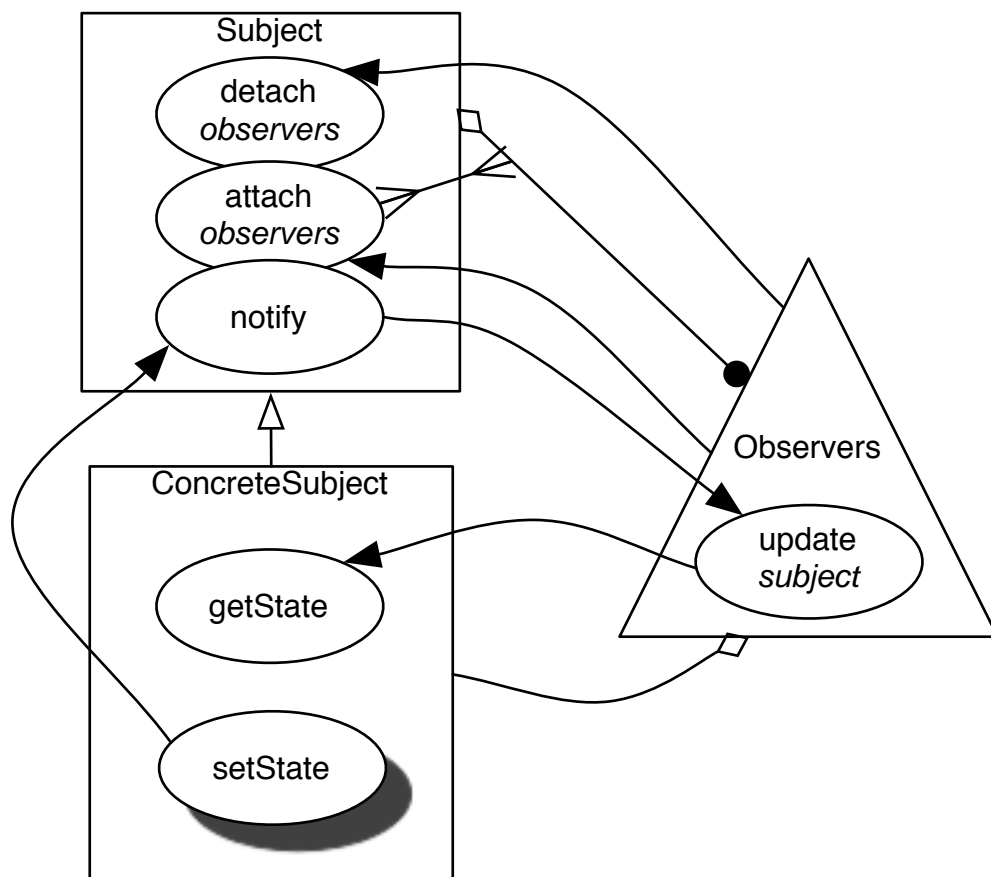 Subject
detach
observers
attach
observers
notify
Observers
ConcreteSubject
update
subject
getState
setState